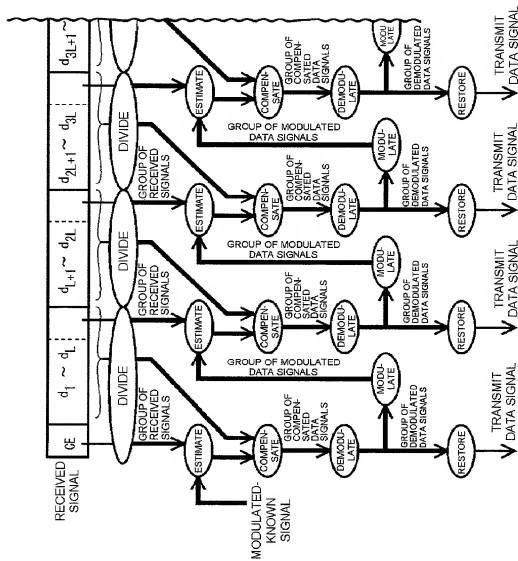 RECEIVED
SIGNAL
CE
d1 ~ dL
dL+1 ~ d2L
d2L+1 ~ d3L
d3L+1 ~
DIVIDE
DIVIDE
DIVIDE
GROUP OF
RECEIVED
SIGNALS
GROUP OF
RECEIVED
SIGNALS
GROUP OF
RECEIVED
SIGNALS
ESTIMATE
ESTIMATE
ESTIMATE
ESTIMATE
MODULATED-
KNOWN
SIGNAL
GROUP OF MODULATED
DATA SIGNALS
GROUP OF MODULATED
DATA SIGNALS
GROUP OF MODULATED
DATA SIGNALS
COMPEN-
SATE
COMPEN-
SATE
COMPEN-
SATE
COMPEN-
SATE
GROUP OF
COMPEN-
SATED
DATA
SIGNALS
GROUP OF
COMPEN-
SATED
DATA
SIGNALS
GROUP OF
COMPEN-
SATED
DATA
SIGNALS
GROUP OF
COMPEN-
SATED
DATA
SIGNALS
DEMODU-
LATE
DEMODU-
LATE
DEMODU-
LATE
DEMODU-
LATE
MODU-
LATE
MODU-
LATE
MODU-
LATE
MODU
LATE
GROUP OF
DEMODULATED
DATA SIGNALS
GROUP OF
DEMODULATED
DATA SIGNALS
GROUP OF
DEMODULATED
DATA SIGNALS
GROUP OF
DEMODULATED
DATA SIGNALS
RESTORE
RESTORE
RESTORE
RESTORE
TRANSMIT
DATA SIGNAL
TRANSMIT
DATA SIGNAL
TRANSMIT
DATA SIGNAL
TRANSMIT
DATA SIGNAL